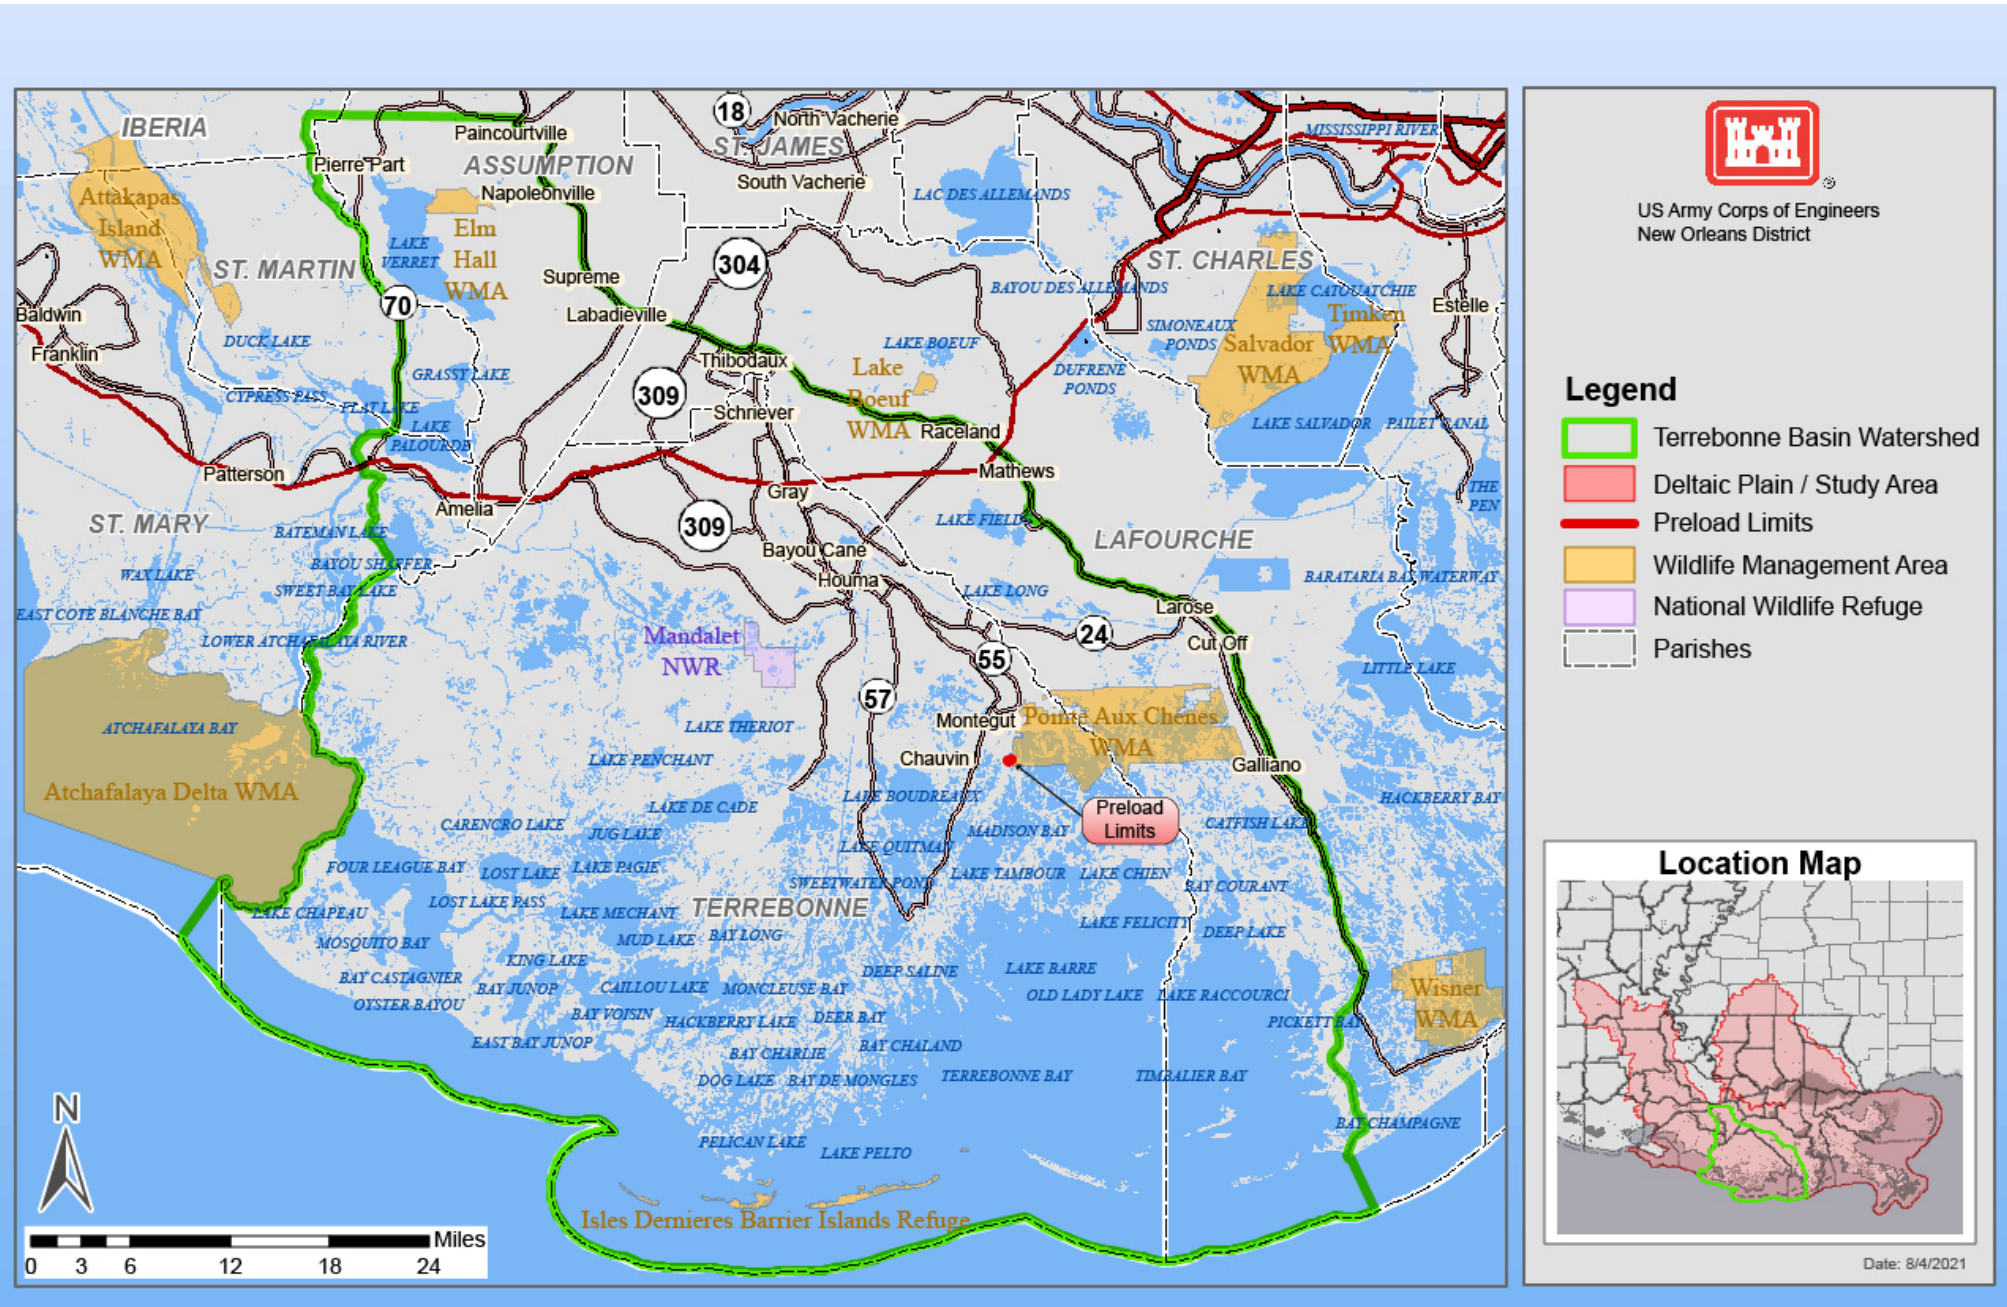 IBERIA
Paincourtville
18
North Vacherie
ST. JAMES
MISSISSIPPI RIVER
Pierre Part
ASSUMPTION
South Vacherie
Napoleonville
LAC DES ALLEMANDS
Attakapas
Island
WMA
Elm
Hall
WMA
LAKE
VERRET
ST. MARTIN
304
ST. CHARLES
Supreme
BAYOU DES ALLEMANDS
LAKE CATOUATCHIE
70
Labadieville
Baldwin
Estelle
Timken
WMA
SIMONEAUX
PONDS
Salvador
WMA
DUCK LAKE
LAKE BOEUF
Franklin
Thibodaux
GRASSY LAKE
Lake
Boeuf
WMA
DUFRENE
PONDS
CYPRESS PASS
FLAT LAKE
309
Schriever
LAKE
PALOURDE
Raceland
LAKE SALVADOR
PAILET CANAL
Patterson
Mathews
Gray
THE
PEN
Amelia
ST. MARY
309
LAKE FIELDS
BATEMAN LAKE
LAFOURCHE
Bayou Cane
BAYOU SHAFFER
Houma
WAX LAKE
BARATARIA BAY WATERWAY
SWEET BAY LAKE
LAKE LONG
EAST COTE BLANCHE BAY
Larose
LOWER ATCHAFALAYA RIVER
Mandalet
NWR
24
Cut Off
55
LITTLE LAKE
57
ATCHAFALAYA BAY
LAKE THERIOT
Montegut
Pointe Aux Chenes
WMA
LAKE PENCHANT
Chauvin
Galliano
Atchafalaya Delta WMA
LAKE BOUDREAUX
HACKBERRY BAY
LAKE DE CADE
Preload
Limits
CARENCRO LAKE
JUG LAKE
MADISON BAY
CATFISH LAKE
LAKE QUITMAN
FOUR LEAGUE BAY
LOST LAKE
LAKE PAGIE
SWEETWATER POND
LAKE TAMBOUR
LAKE CHIEN
BAY COURANT
LOST LAKE PASS
LAKE CHAPEAU
LAKE MECHANT
TERREBONNE
LAKE FELICITY
DEEP LAKE
MOSQUITO BAY
MUD LAKE
BAY LONG
KING LAKE
DEEP SALINE
LAKE BARRE
BAY CASTAGNIER
BAY JUNOP
CAILLOU LAKE
MONCLEUSE BAY
OLD LADY LAKE
LAKE RACCOURCI
Wisner
WMA
OYSTER BAYOU
BAY VOISIN
HACKBERRY LAKE
DEER BAY
PICKETT BAY
EAST BAY JUNOP
BAY CHARLIE
BAY CHALAND
DOG LAKE
BAY DE MONGLES
TERREBONNE BAY
TIMBALIER BAY
N
BAY CHAMPAGNE
PELICAN LAKE
LAKE PELTO
Isles Dernieres Barrier Islands Refuge
Miles
0 3 6 12 18 24
®
US Army Corps of Engineers
New Orleans District
Legend
Terrebonne Basin Watershed
Deltaic Plain / Study Area
Preload Limits
Wildlife Management Area
National Wildlife Refuge
Parishes
Location Map
Date: 8/4/2021